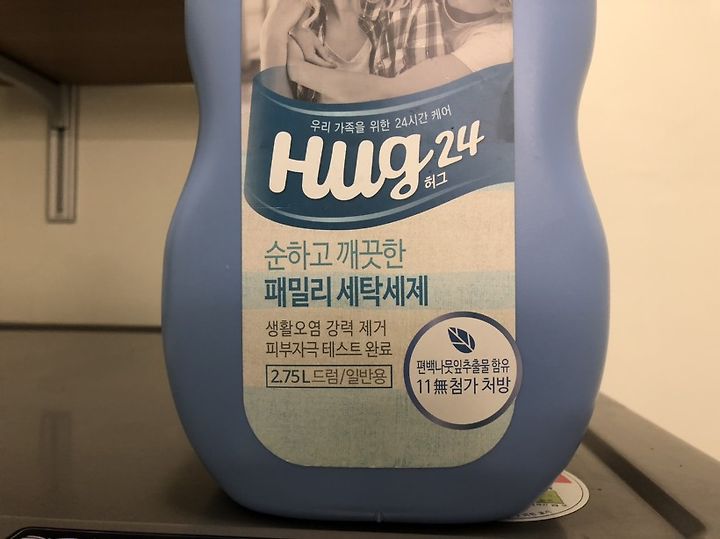 우리 가족을 위한 24시간 케어
Hug 24
허그
순하고 깨끗한
패밀리 세탁세제
생활오염 강력 제거
피부자극 테스트 완료
2.75L 드럼/일반용
편백나뭇잎추출물 함유
11無첨가 처방